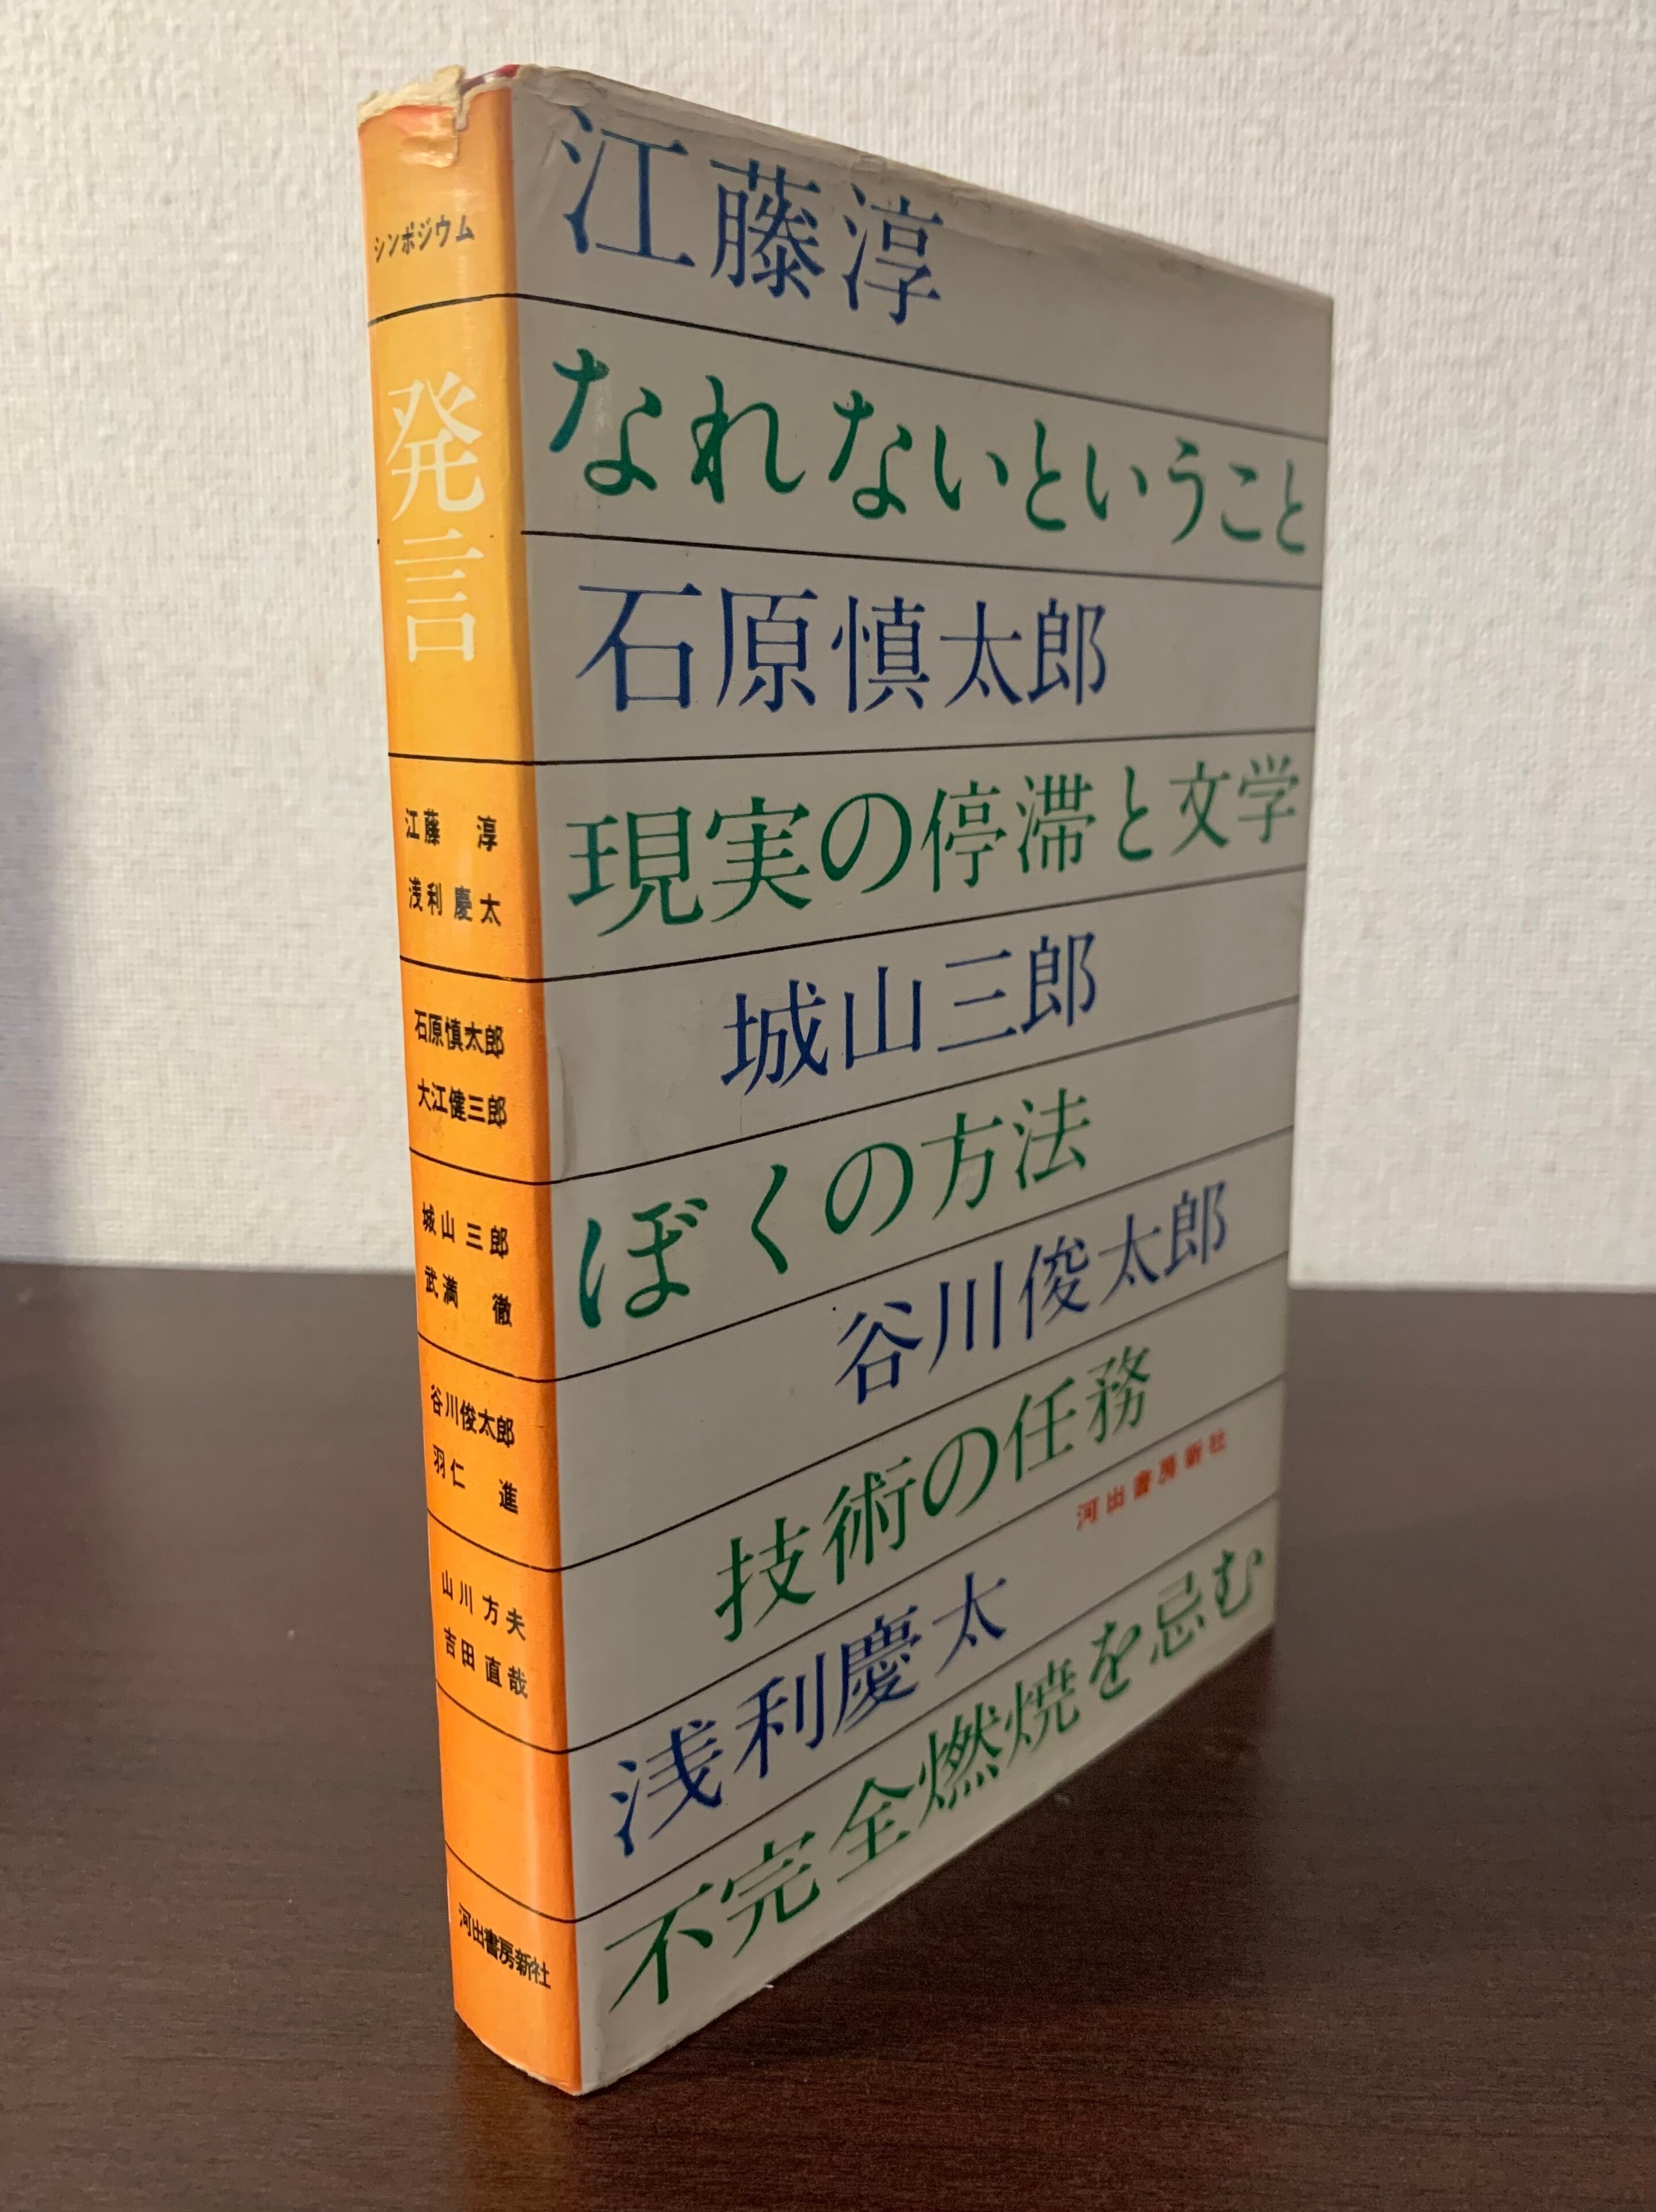 シンポジウム
発言
江藤 淳
浅利慶太
石原慎太郎
大江健三郎
城山三郎
武満 徹
谷川俊太郎
羽仁 進
山川方夫
吉田直哉
河出書房新社
江藤淳
なれないということ
石原慎太郎
現実の停滞と文学
城山三郎
ぼくの方法
谷川俊太郎
技術の任務
河出書房新社
浅利慶太
不完全燃焼を忌む